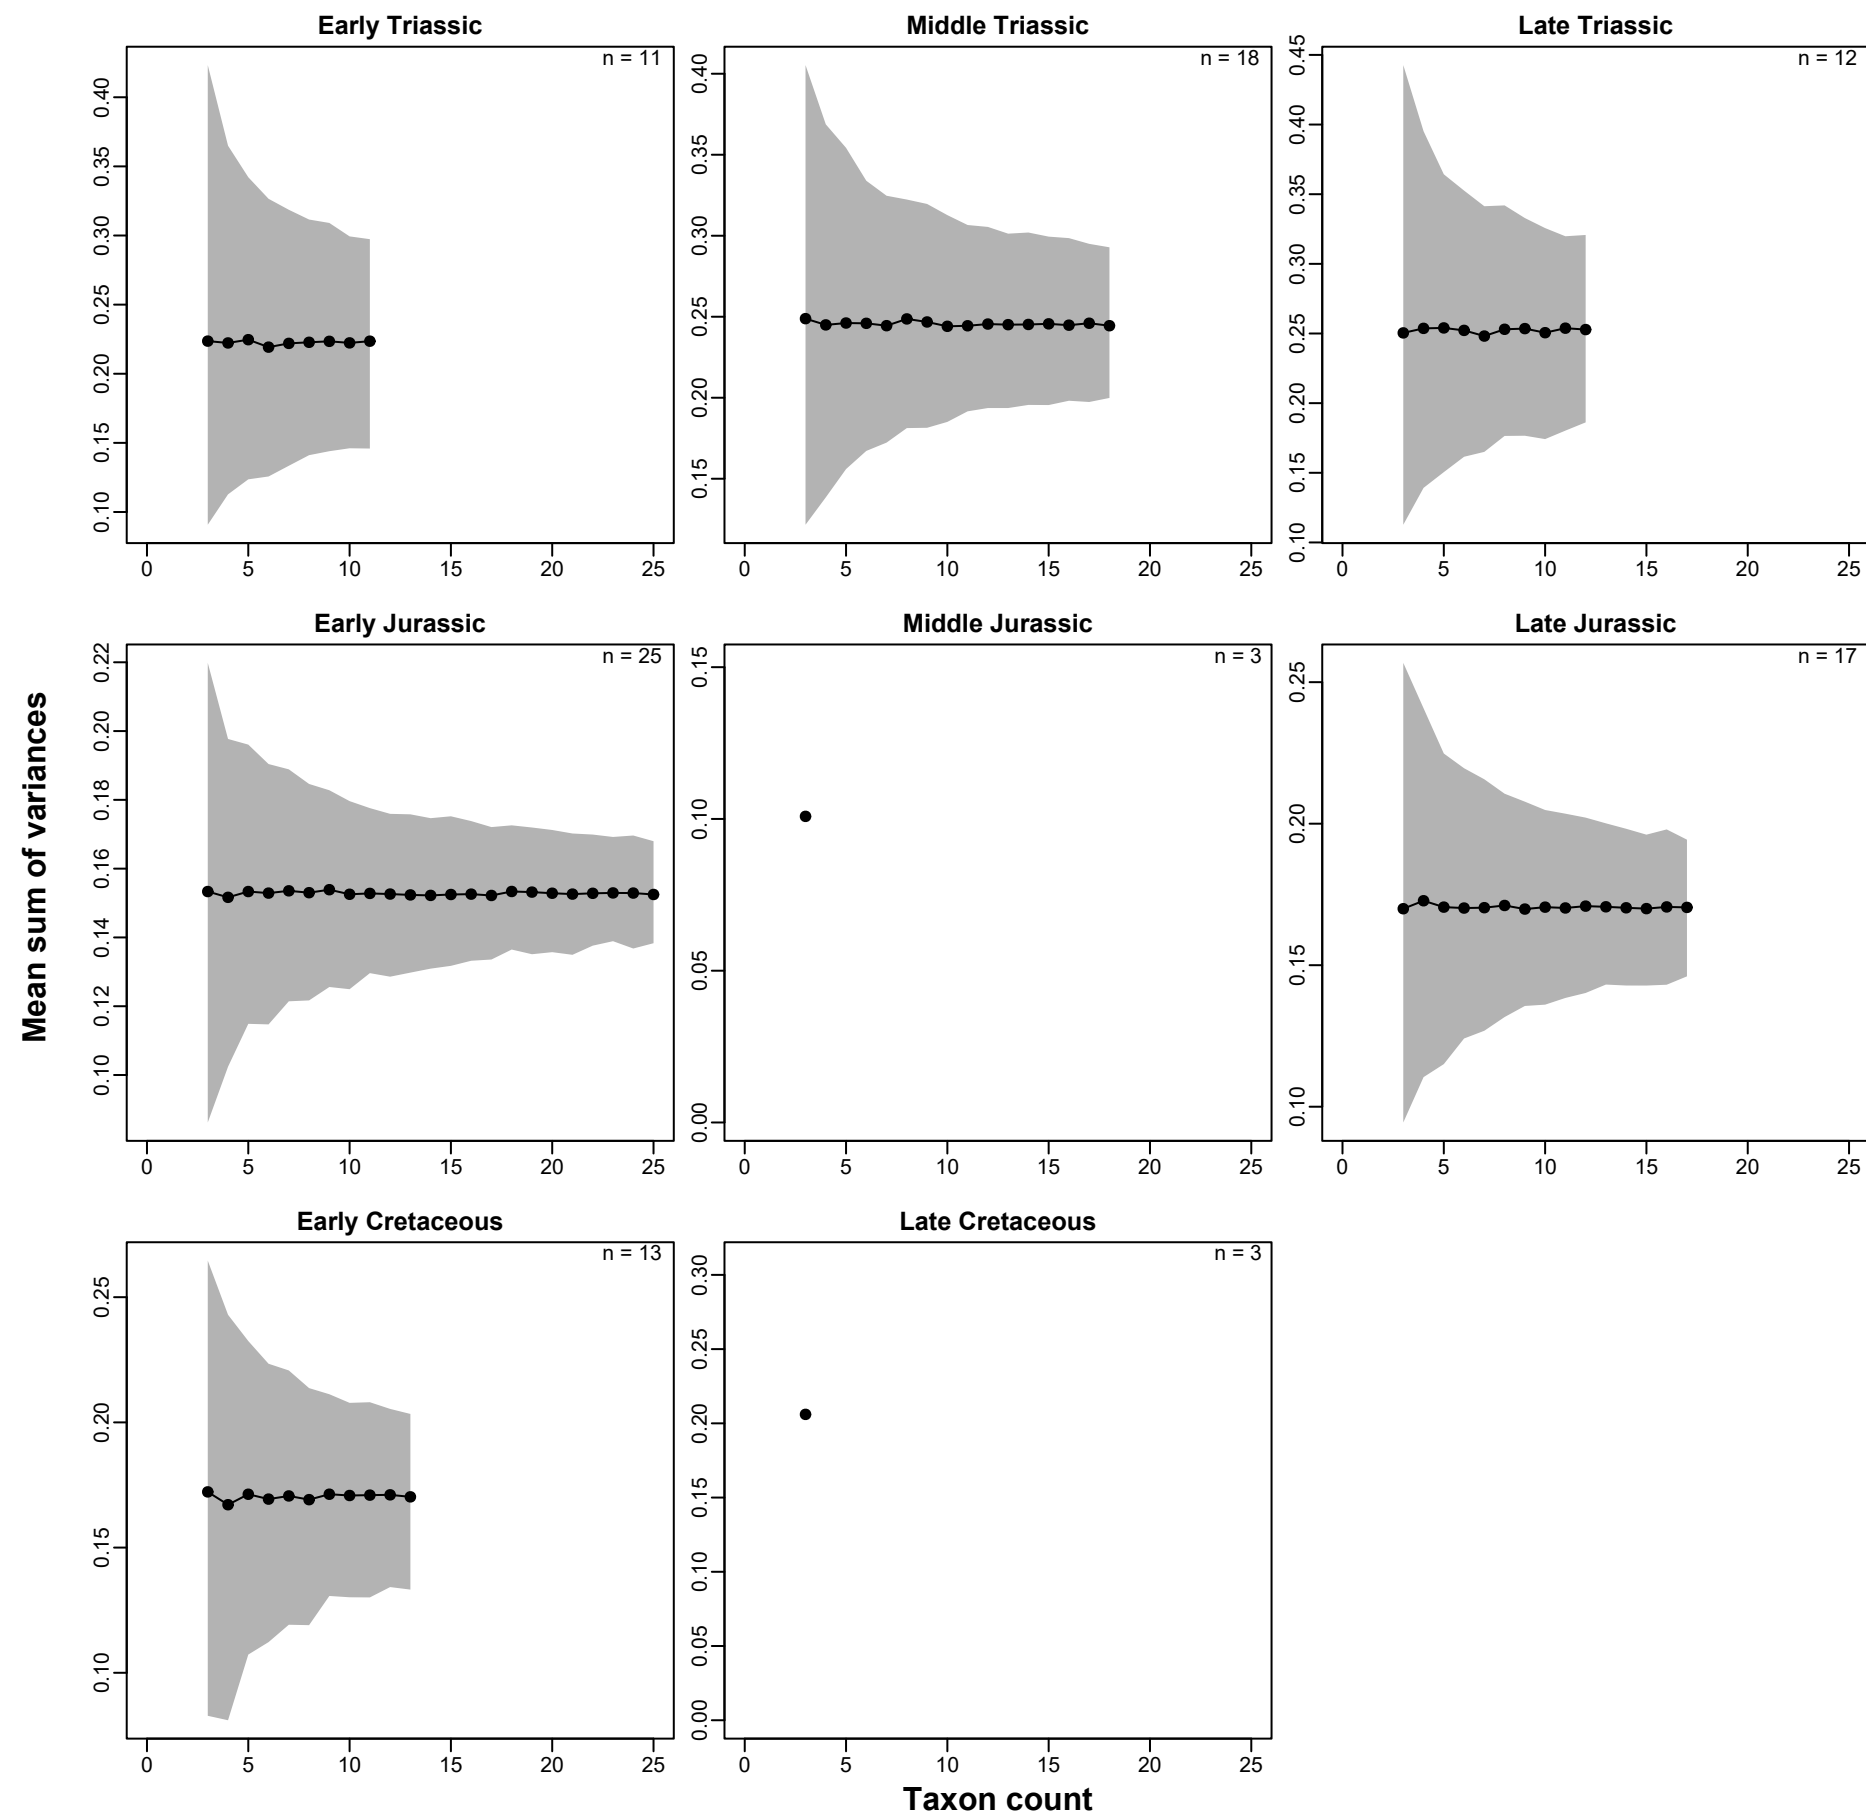 Early Triassic
n = 11
0.40
0.35
0.30
0.25
0.20
0.15
0.10
0 5 10 15 20 25
Middle Triassic
n = 18
0.40
0.35
0.30
0.25
0.20
0.15
0 5 10 15 20 25
Late Triassic
n = 12
0.45
0.40
0.35
0.30
0.25
0.20
0.15
0.10
0 5 10 15 20 25
Mean sum of variances
Early Jurassic
n = 25
0.22
0.20
0.18
0.16
0.14
0.12
0.10
0 5 10 15 20 25
Middle Jurassic
n = 3
0.15
0.10
0.05
0.00
0 5 10 15 20 25
Late Jurassic
n = 17
0.25
0.20
0.15
0.10
0 5 10 15 20 25
Early Cretaceous
n = 13
0.25
0.20
0.15
0.10
0 5 10 15 20 25
Late Cretaceous
n = 3
0.30
0.25
0.20
0.15
0.10
0.05
0.00
0 5 10 15 20 25
Taxon count